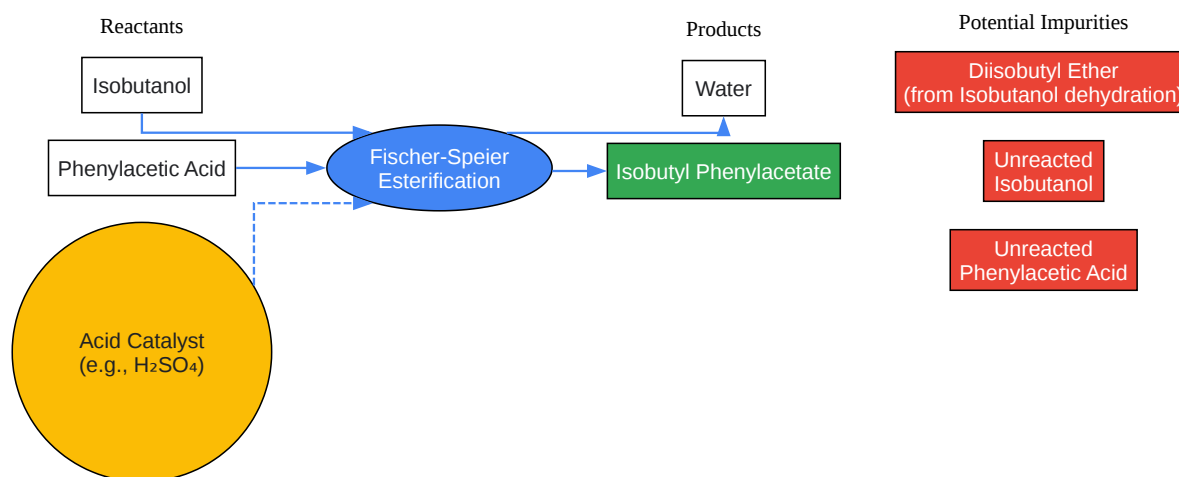 Reactants
Products
Potential Impurities
Isobutanol
Water
Diisobutyl Ether
(from Isobutanol dehydration)
Phenylacetic Acid
Fischer-Speier
Esterification
Isobutyl Phenylacetate
Unreacted
Isobutanol
Unreacted
Phenylacetic Acid
Acid Catalyst
(e.g., H₂SO₄)